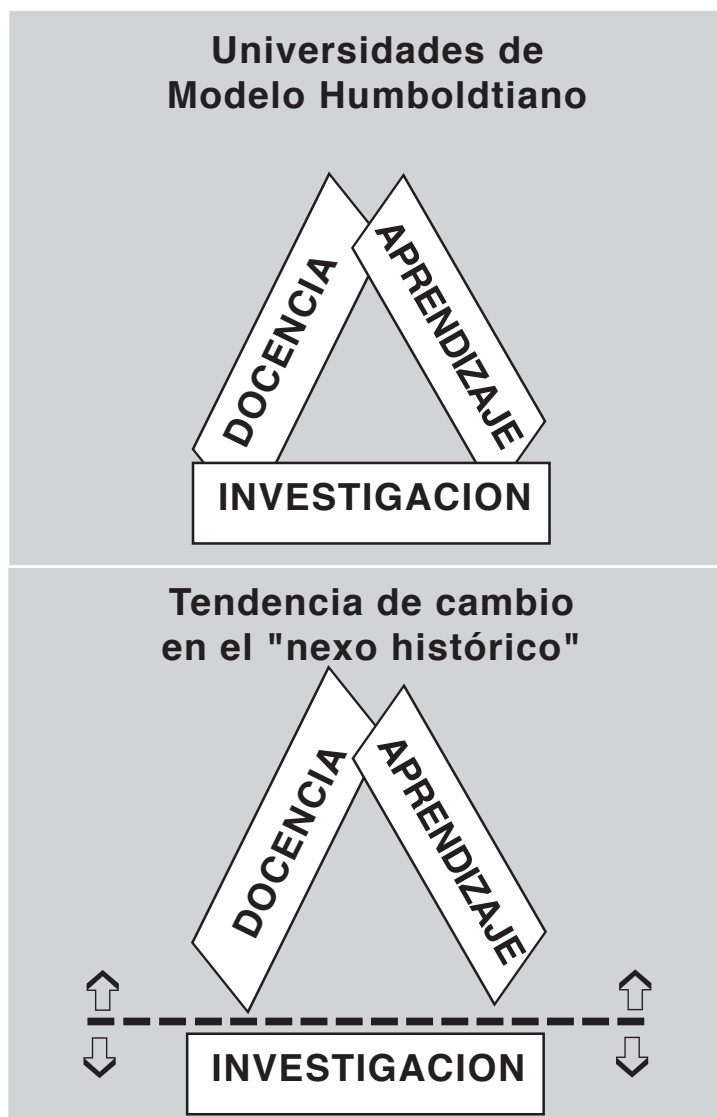 Universidades de
Modelo Humboldtiano
DOCENCIA
APRENDIZAJE
INVESTIGACION
Tendencia de cambio
en el "nexo histórico"
DOCENCIA
APRENDIZAJE
INVESTIGACION